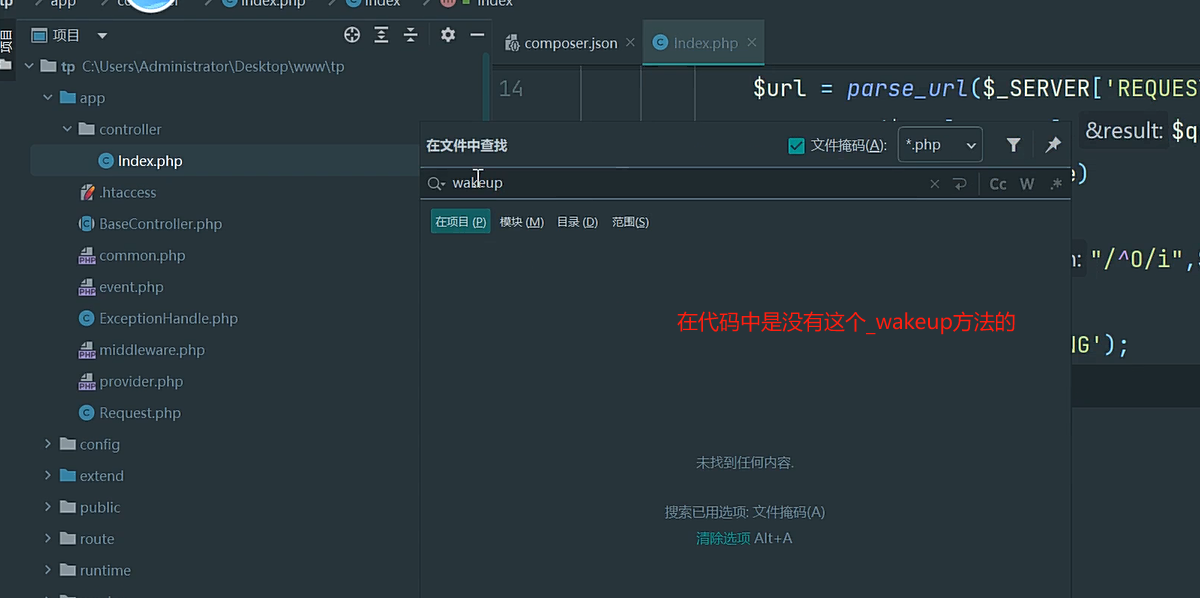 tp app Index.php Index Index
项目
项目
composer.json
Index.php
tp C:\Users\Administrator\Desktop\www\tp
app
controller
Index.php
.htaccess
BaseController.php
common.php
event.php
ExceptionHandle.php
middleware.php
provider.php
Request.php
config
extend
public
route
runtime
14 $url = parse_url($_SERVER['REQUES
&result: $q
"/^O/i",
NG');
在文件中查找
文件掩码(A): *.php
wakeup
Cc W .*
在项目 (P) 模块 (M) 目录 (D) 范围(S)
在代码中是没有这个_wakeup方法的
未找到任何内容.
搜索已用选项: 文件掩码(A)
清除选项 Alt+A